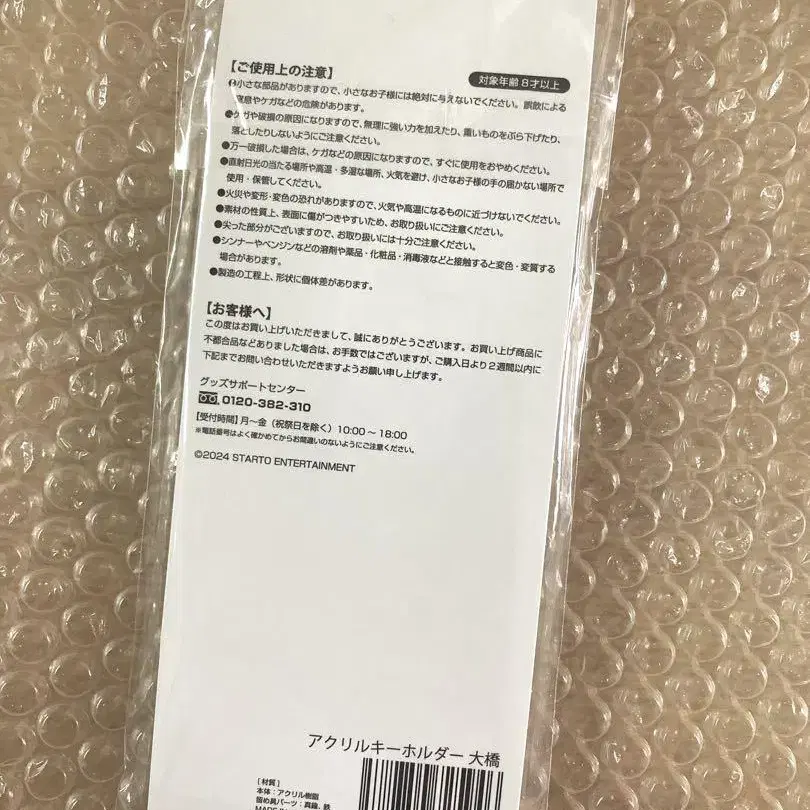 【ご使用上の注意】
対象年齢 8才以上
●小さな部品がありますので、小さなお子様には絶対に与えないでください。誤飲による
窒息やケガなどの危険があります。
●ケガや破損の原因になりますので、無理に強い力を加えたり、重いものをぶら下げたり、
落としたりしないようにご注意ください。
●万一破損した場合は、ケガなどの原因になりますので、すぐに使用をおやめください。
●直射日光の当たる場所や高温・多湿な場所、火気を避け、小さなお子様の手の届かない場所で
使用・保管してください。
●火災や変形・変色の恐れがありますので、火気や高温になるものに近づけないでください。
●素材の性質上、表面に傷がつきやすいため、お取り扱いにご注意ください。
●尖った部分がございますので、お取り扱いには十分ご注意ください。
●シンナーやベンジンなどの溶剤や薬品・化粧品・消毒液などと接触すると変色・変質する
場合があります。
●製造の工程上、形状に個体差があります。
【お客様へ】
この度はお買い上げいただきまして、誠にありがとうございます。お買い上げ商品に
不都合品などありました場合は、お手数ではございますが、ご購入日より2週間以内に
下記までお問い合わせいただきますようお願い申し上げます。
グッズサポートセンター
0120-382-310
【受付時間】月～金（祝祭日を除く）10:00～18:00
※電話番号はよく確かめてからお間違いのないようにご注意ください。
©2024 STARTO ENTERTAINMENT
アクリルキーホルダー 大橋
［材質］
本体：アクリル樹脂
留め具パーツ：真鍮、鉄